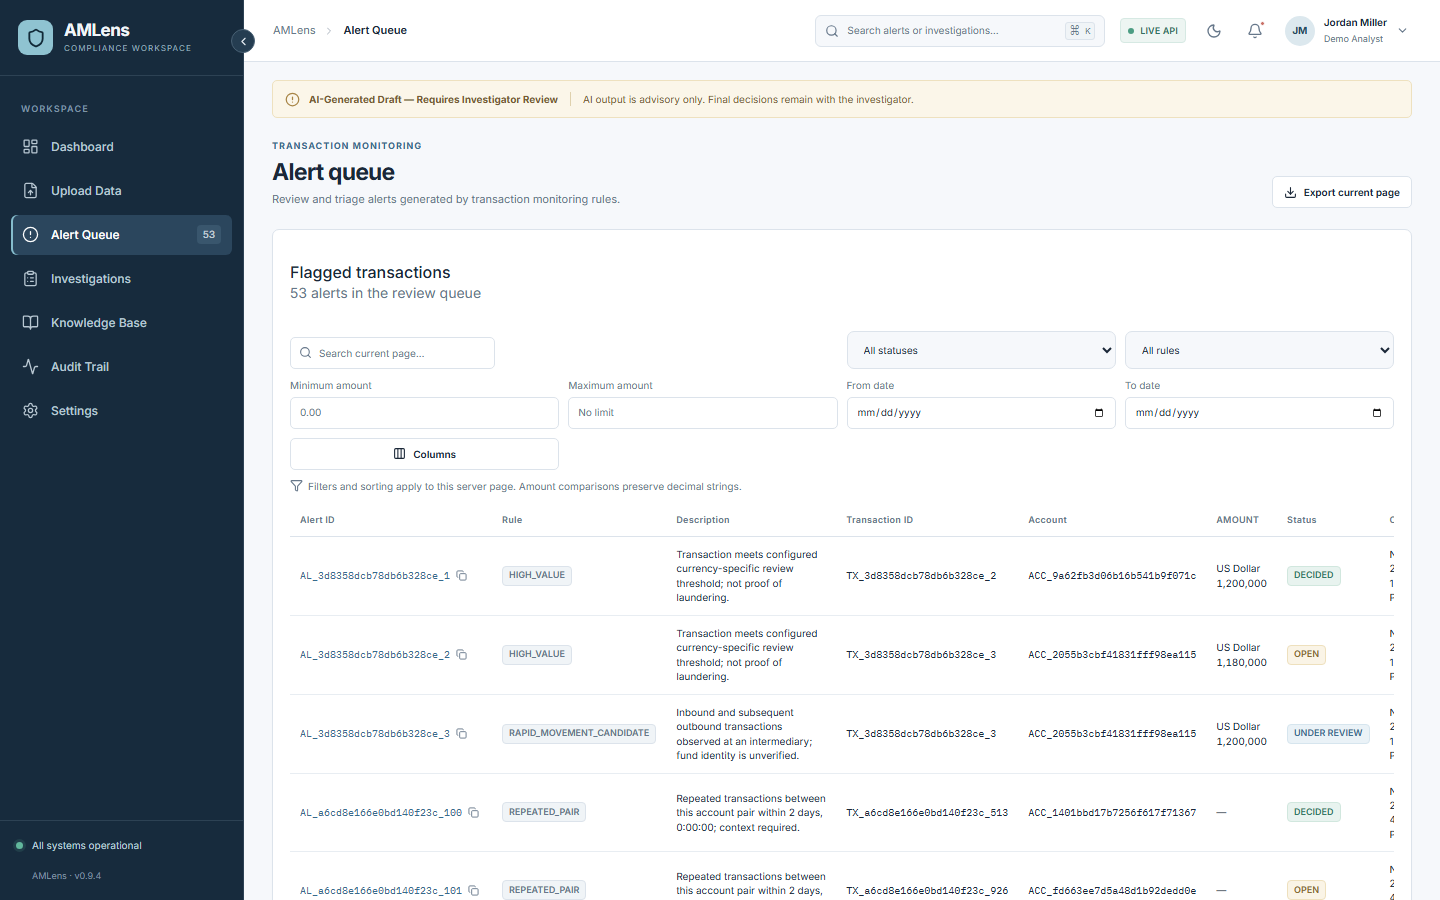 AMLens
COMPLIANCE WORKSPACE
WORKSPACE
Dashboard
Upload Data
Alert Queue 53
Investigations
Knowledge Base
Audit Trail
Settings
All systems operational
AMLens · v0.9.4
AMLens > Alert Queue
Search alerts or investigations...
⌘ K
LIVE API
JM
Jordan Miller
Demo Analyst
AI-Generated Draft — Requires Investigator Review
AI output is advisory only. Final decisions remain with the investigator.
TRANSACTION MONITORING
Alert queue
Review and triage alerts generated by transaction monitoring rules.
Export current page
Flagged transactions
53 alerts in the review queue
Search current page...
All statuses
All rules
Minimum amount
Maximum amount
From date
To date
0.00
No limit
mm/dd/yyyy
mm/dd/yyyy
Columns
Filters and sorting apply to this server page. Amount comparisons preserve decimal strings.
Alert ID Rule Description Transaction ID Account AMOUNT Status
AL_3d8358dcb78db6b328ce_1
HIGH_VALUE
Transaction meets configured
currency-specific review
threshold; not proof of
laundering.
TX_3d8358dcb78db6b328ce_2
ACC_9a62fb3d06b16b541b9f071c
US Dollar
1,200,000
DECIDED
AL_3d8358dcb78db6b328ce_2
HIGH_VALUE
Transaction meets configured
currency-specific review
threshold; not proof of
laundering.
TX_3d8358dcb78db6b328ce_3
ACC_2055b3cbf41831fff98ea115
US Dollar
1,180,000
OPEN
AL_3d8358dcb78db6b328ce_3
RAPID_MOVEMENT_CANDIDATE
Inbound and subsequent
outbound transactions
observed at an intermediary;
fund identity is unverified.
TX_3d8358dcb78db6b328ce_3
ACC_2055b3cbf41831fff98ea115
US Dollar
1,200,000
UNDER REVIEW
AL_a6cd8e166e0bd140f23c_100
REPEATED_PAIR
Repeated transactions between
this account pair within 2 days,
0:00:00; context required.
TX_a6cd8e166e0bd140f23c_513
ACC_1401bbd17b7256f617f71367
—
DECIDED
AL_a6cd8e166e0bd140f23c_101
REPEATED_PAIR
Repeated transactions between
this account pair within 2 days,
TX_a6cd8e166e0bd140f23c_926
ACC_fd663ee7d5a48d1b92dedd0e
—
OPEN